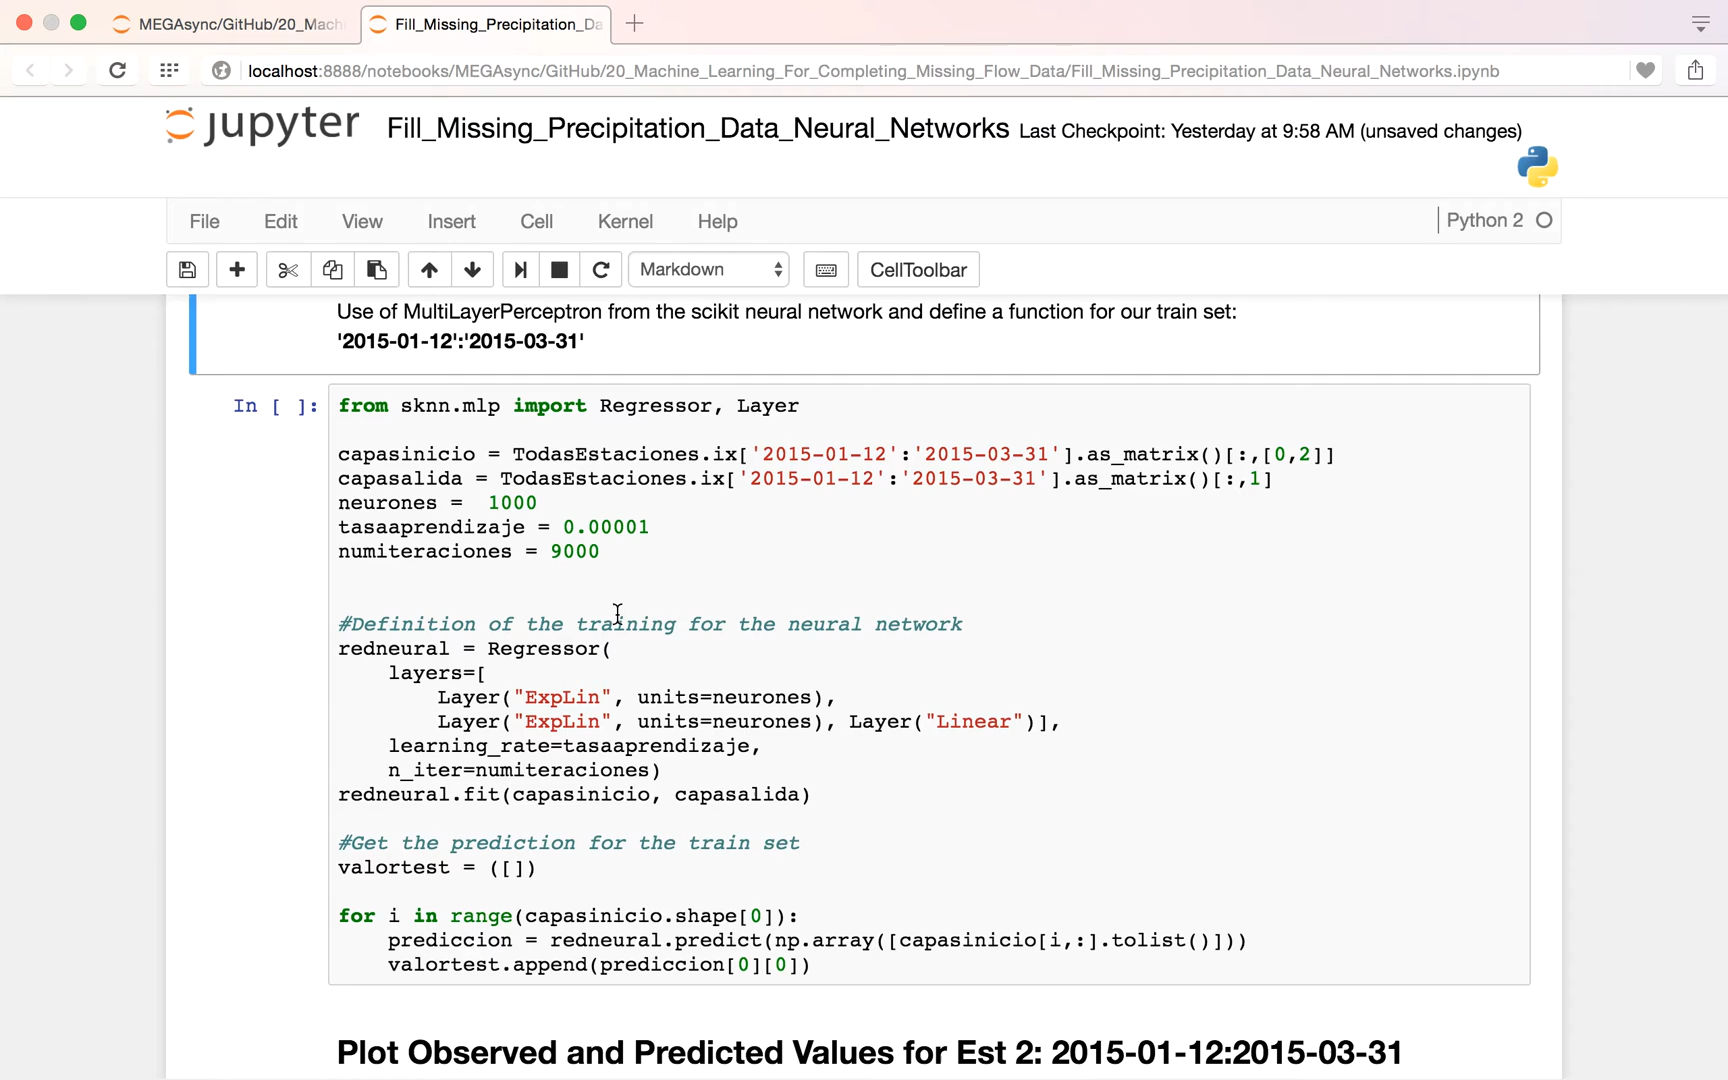 MEGAsync/GitHub/20_Mach
Fill_Missing_Precipitation_Da
localhost:8888/notebooks/MEGAsync/GitHub/20_Machine_Learning_For_Completing_Missing_Flow_Data/Fill_Missing_Precipitation_Data_Neural_Networks.ipynb
jupyter Fill_Missing_Precipitation_Data_Neural_Networks Last Checkpoint: Yesterday at 9:58 AM (unsaved changes)
File Edit View Insert Cell Kernel Help Python 2
Markdown CellToolbar
Use of MultiLayerPerceptron from the scikit neural network and define a function for our train set:
'2015-01-12':'2015-03-31'
In [ ]: from sknn.mlp import Regressor, Layer
capasinicio = TodasEstaciones.ix['2015-01-12':'2015-03-31'].as_matrix()[:,[0,2]]
capasalida = TodasEstaciones.ix['2015-01-12':'2015-03-31'].as_matrix()[:,1]
neurones =  1000
tasaaprendizaje = 0.00001
numiteraciones = 9000
#Definition of the training for the neural network
redneural = Regressor(
    layers=[
        Layer("ExpLin", units=neurones),
        Layer("ExpLin", units=neurones), Layer("Linear")],
    learning_rate=tasaaprendizaje,
    n_iter=numiteraciones)
redneural.fit(capasinicio, capasalida)
#Get the prediction for the train set
valortest = ([])
for i in range(capasinicio.shape[0]):
    prediccion = redneural.predict(np.array([capasinicio[i,:].tolist()]))
    valortest.append(prediccion[0][0])
Plot Observed and Predicted Values for Est 2: 2015-01-12:2015-03-31